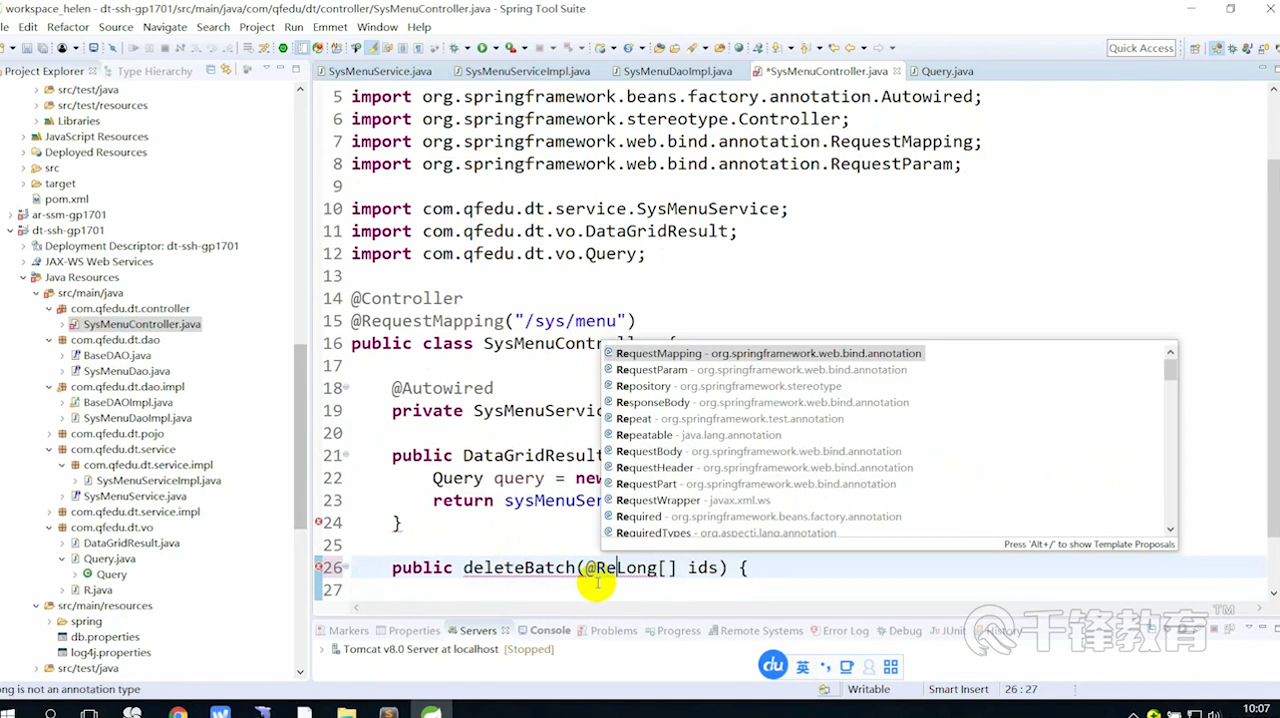 workspace_helen - dt-ssh-gp1701/src/main/java/com/qfedu/dt/controller/SysMenuController.java - Spring Tool Suite
File Edit Refactor Source Navigate Search Project Run Emmet Window Help
Quick Access
Project Explorer Type Hierarchy
SysMenuService.java SysMenuServiceImpl.java SysMenuDaoImpl.java *SysMenuController.java Query.java
src/test/java
src/test/resources
Libraries
JavaScript Resources
Deployed Resources
src
target
pom.xml
ar-ssm-gp1701
dt-ssh-gp1701
Deployment Descriptor: dt-ssh-gp1701
JAX-WS Web Services
Java Resources
src/main/java
com.qfedu.dt.controller
SysMenuController.java
com.qfedu.dt.dao
BaseDAO.java
SysMenuDao.java
com.qfedu.dt.dao.impl
BaseDAOImpl.java
SysMenuDaoImpl.java
com.qfedu.dt.pojo
com.qfedu.dt.service
com.qfedu.dt.service.impl
SysMenuServiceImpl.java
SysMenuService.java
com.qfedu.dt.service.impl
com.qfedu.dt.vo
DataGridResult.java
Query.java
Query
R.java
src/main/resources
spring
db.properties
log4j.properties
src/test/java
5 import org.springframework.beans.factory.annotation.Autowired;
6 import org.springframework.stereotype.Controller;
7 import org.springframework.web.bind.annotation.RequestMapping;
8 import org.springframework.web.bind.annotation.RequestParam;
9
10 import com.qfedu.dt.service.SysMenuService;
11 import com.qfedu.dt.vo.DataGridResult;
12 import com.qfedu.dt.vo.Query;
13
14 @Controller
15 @RequestMapping("/sys/menu")
16 public class SysMenuContr
17
18 @Autowired
19 private SysMenuServic
20
21 public DataGridResult
22 Query query = new
23 return sysMenuSer
24 }
25
26 public deleteBatch(@ReLong[] ids) {
27
RequestMapping - org.springframework.web.bind.annotation
RequestParam - org.springframework.web.bind.annotation
Repository - org.springframework.stereotype
ResponseBody - org.springframework.web.bind.annotation
Repeat - org.springframework.test.annotation
Repeatable - java.lang.annotation
RequestBody - org.springframework.web.bind.annotation
RequestHeader - org.springframework.web.bind.annotation
RequestPart - org.springframework.web.bind.annotation
RequestWrapper - javax.xml.ws
Required - org.springframework.beans.factory.annotation
RequiredTypes - org.aspectj.lang.annotation
Press 'Alt+/' to show Template Proposals
Markers Properties Servers Console Problems Progress Remote Systems Error Log Debug JUnit History
Tomcat v8.0 Server at localhost [Stopped]
千锋教育™
du 英
ong is not an annotation type Writable Smart Insert 26 : 27
10:07